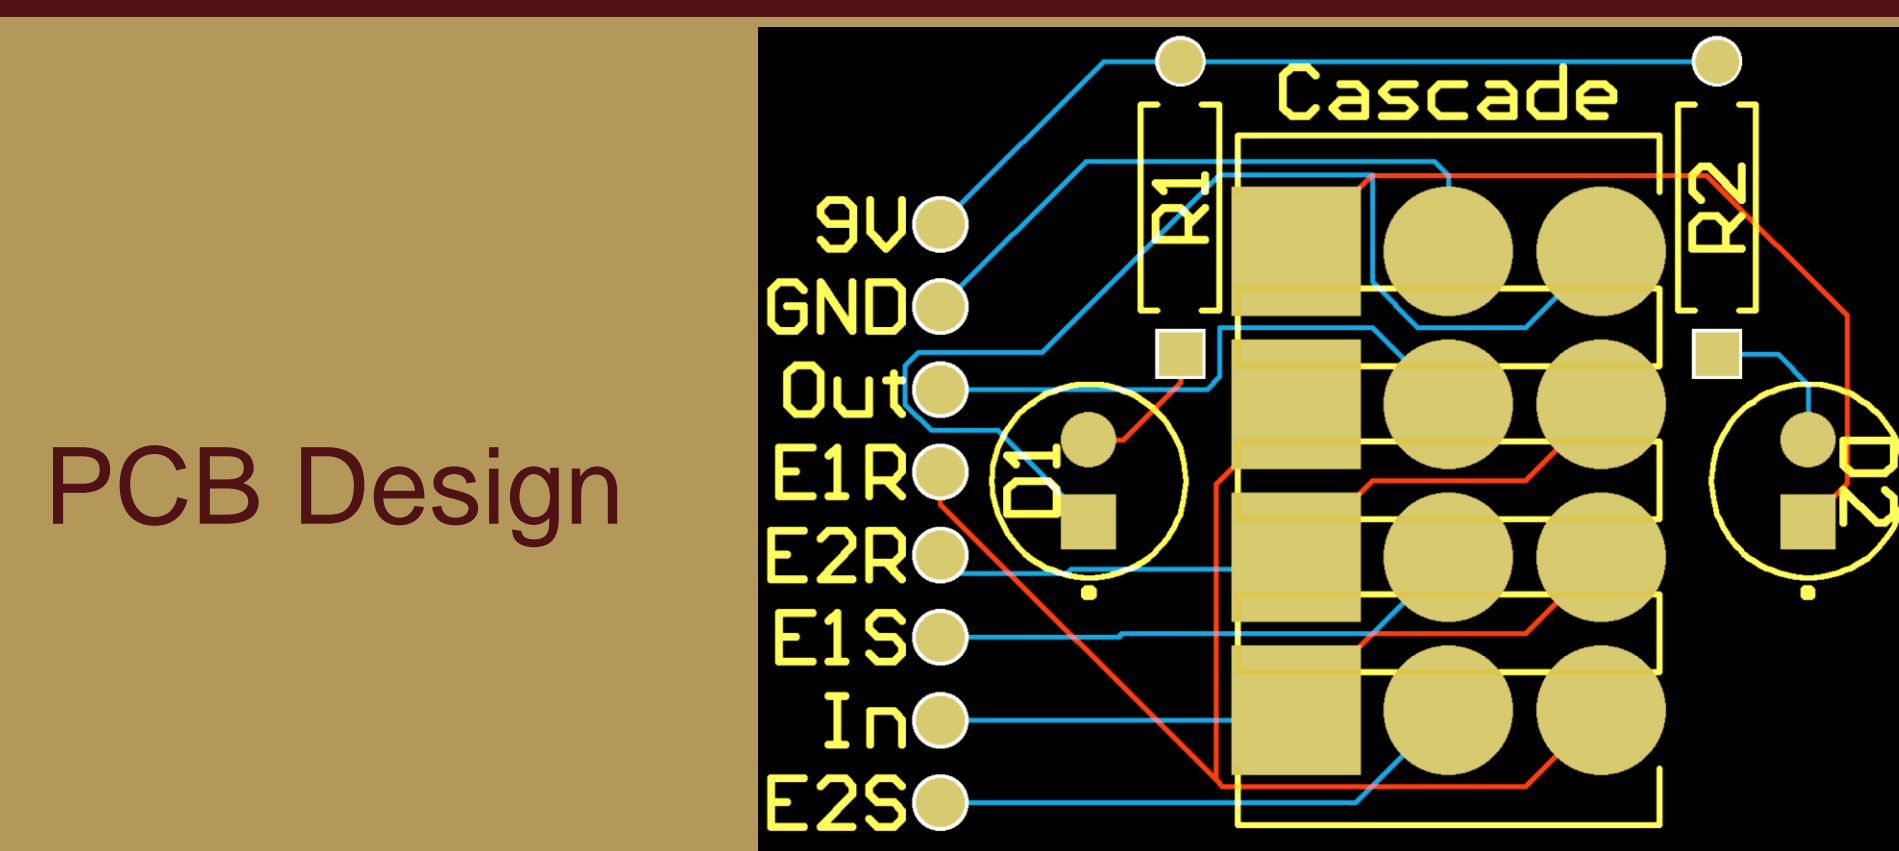 PCB Design
Cascade
R1
R2
9V
GND
Out
E1R
E2R
E1S
In
E2S
D1
D2